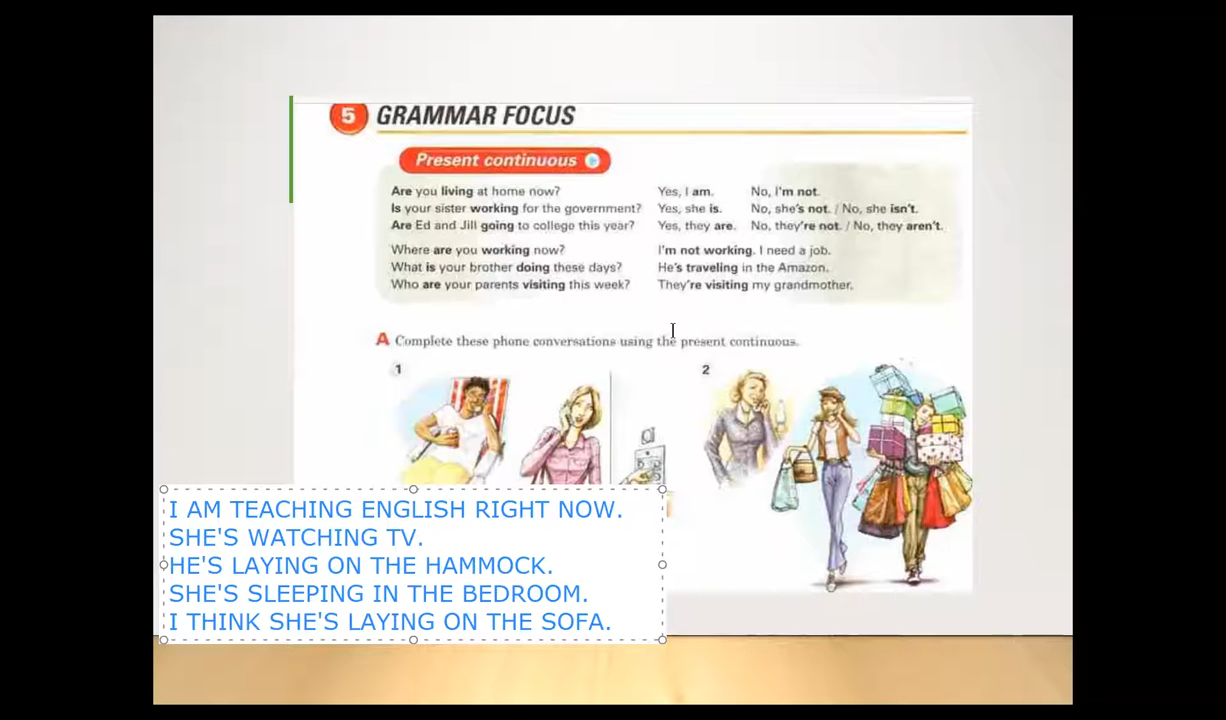 5 GRAMMAR FOCUS
Present continuous
Are you living at home now? Yes, I am. No, I'm not.
Is your sister working for the government? Yes, she is. No, she's not. / No, she isn't.
Are Ed and Jill going to college this year? Yes, they are. No, they're not. / No, they aren't.
Where are you working now? I'm not working. I need a job.
What is your brother doing these days? He's traveling in the Amazon.
Who are your parents visiting this week? They're visiting my grandmother.
A Complete these phone conversations using the present continuous.
1 2
I AM TEACHING ENGLISH RIGHT NOW.
SHE'S WATCHING TV.
HE'S LAYING ON THE HAMMOCK.
SHE'S SLEEPING IN THE BEDROOM.
I THINK SHE'S LAYING ON THE SOFA.